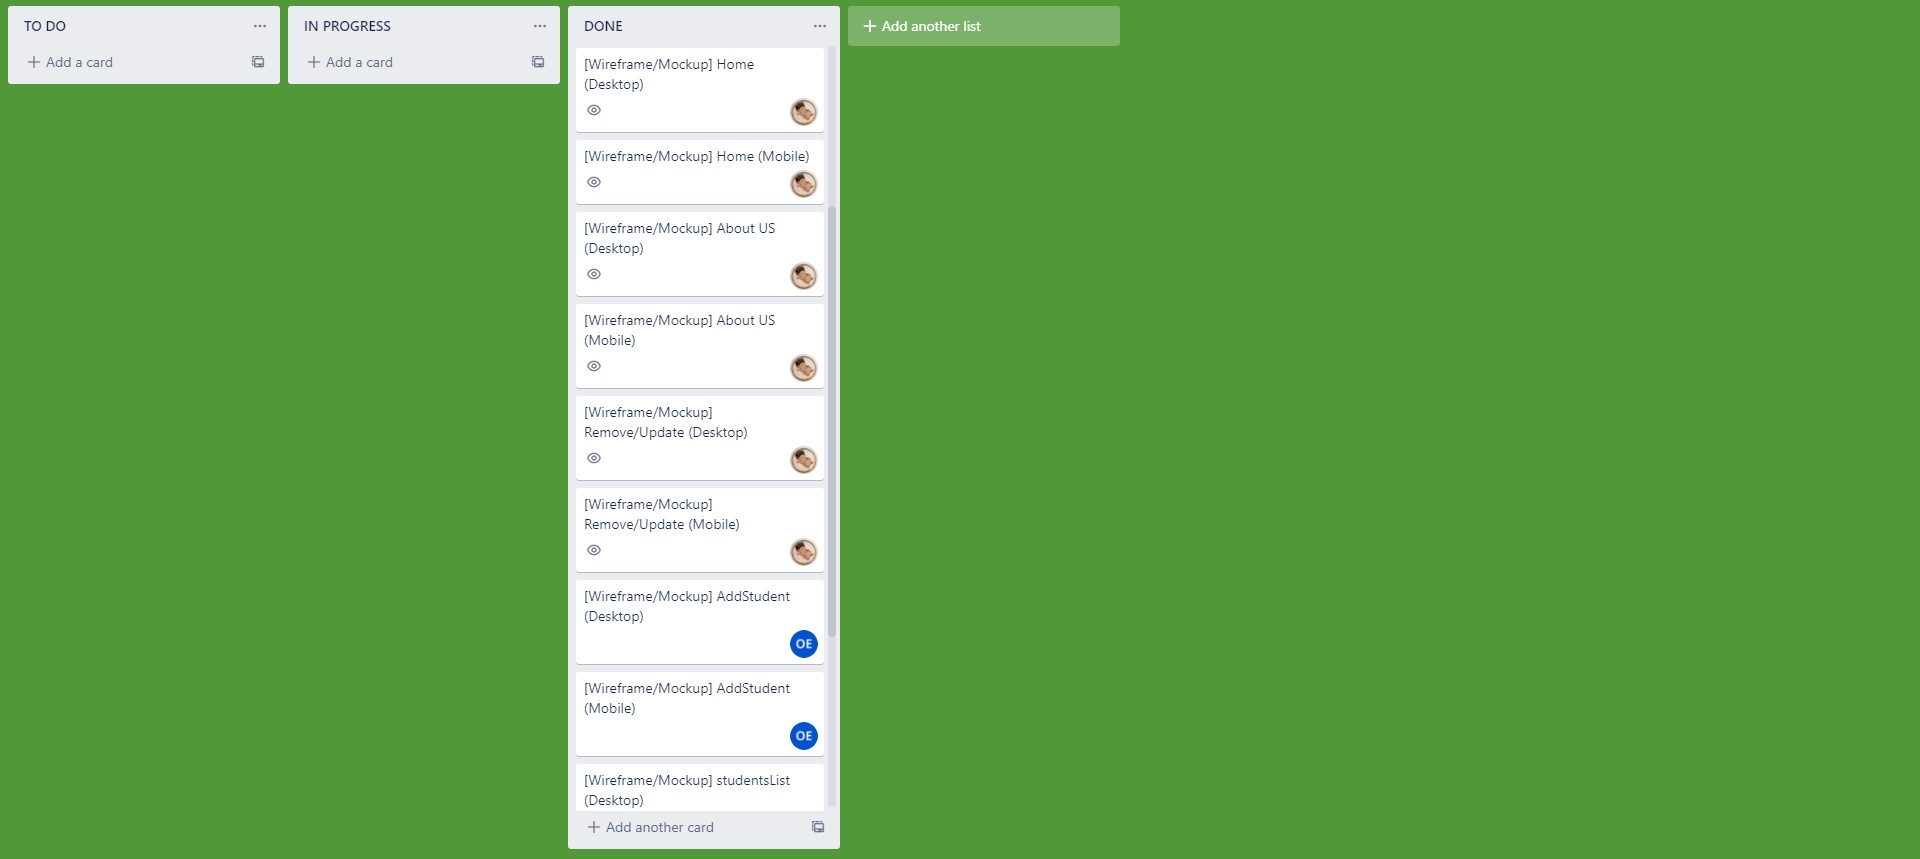 TO DO
Add a card
IN PROGRESS
Add a card
DONE
[Wireframe/Mockup] Home
(Desktop)
[Wireframe/Mockup] Home (Mobile)
[Wireframe/Mockup] About US
(Desktop)
[Wireframe/Mockup] About US
(Mobile)
[Wireframe/Mockup]
Remove/Update (Desktop)
[Wireframe/Mockup]
Remove/Update (Mobile)
[Wireframe/Mockup] AddStudent
(Desktop)
OE
[Wireframe/Mockup] AddStudent
(Mobile)
OE
[Wireframe/Mockup] studentsList
(Desktop)
Add another card
Add another list